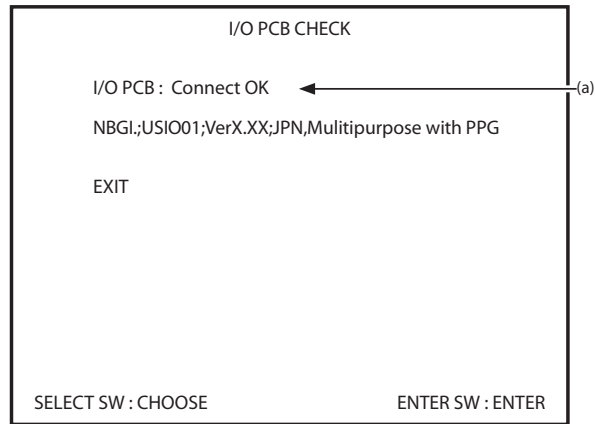 I/O PCB CHECK
I/O PCB : Connect OK
(a)
NBGI.;USIO01;VerX.XX;JPN,Mulitipurpose with PPG
EXIT
SELECT SW : CHOOSE ENTER SW : ENTER